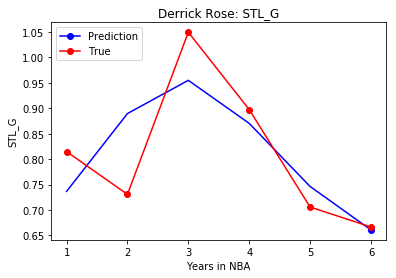 Derrick Rose: STL_G
Prediction
True
STL_G
1.05
1.00
0.95
0.90
0.85
0.80
0.75
0.70
0.65
1 2 3 4 5 6
Years in NBA